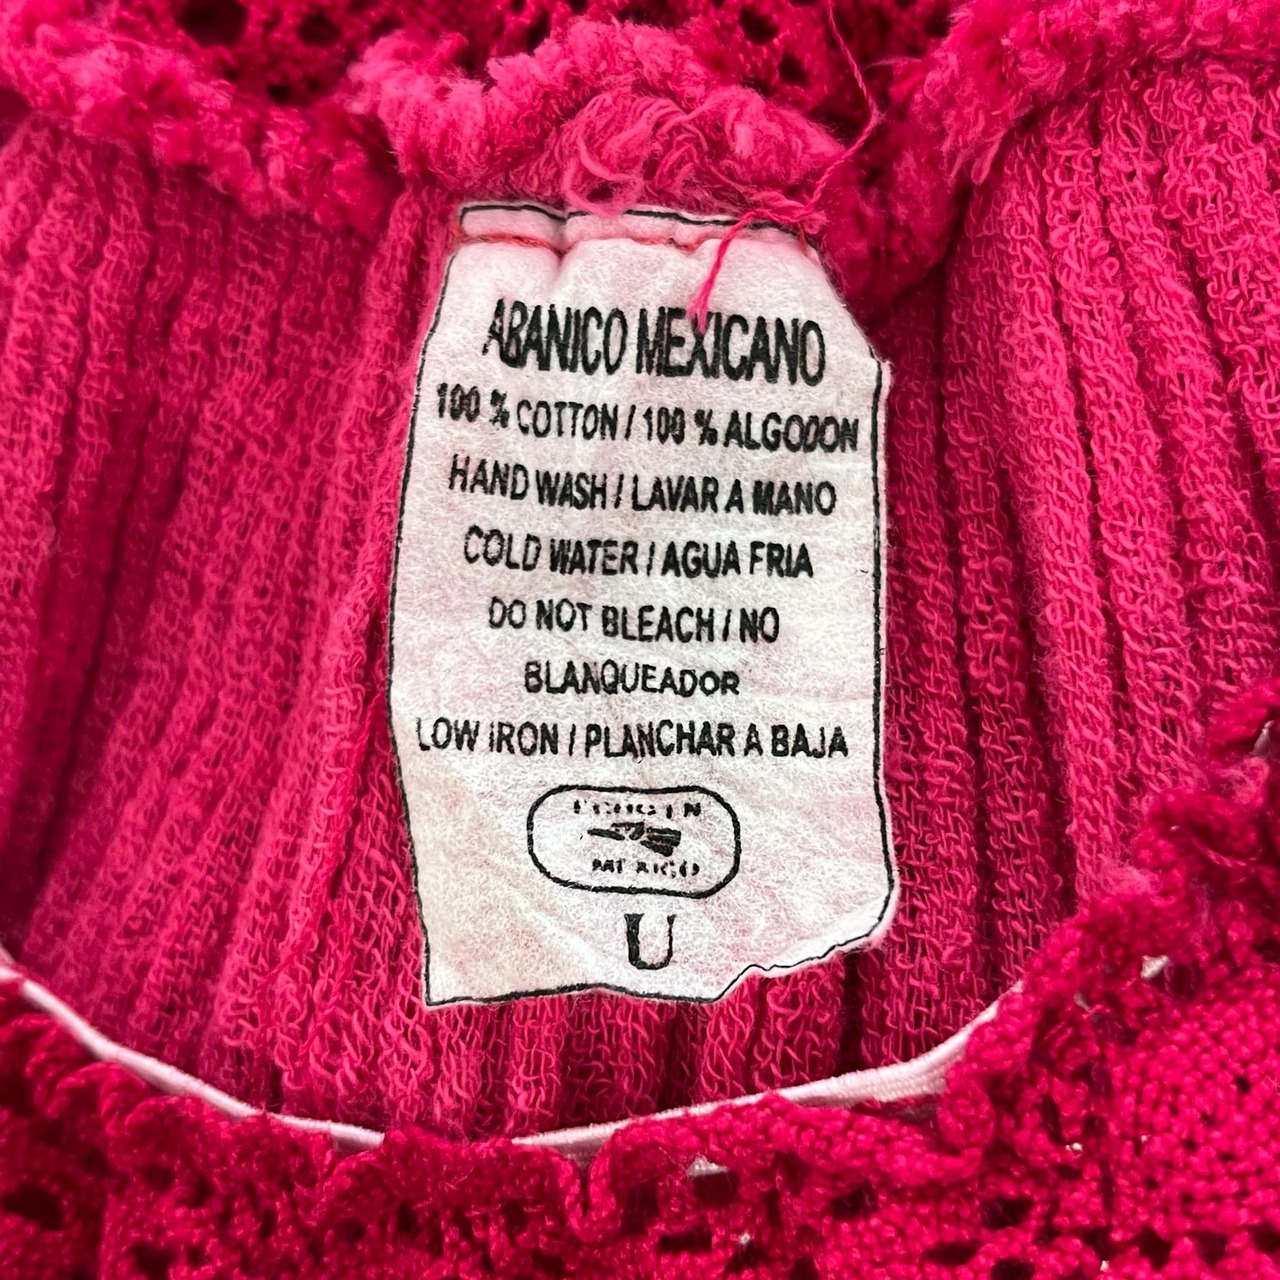 ABANICO MEXICANO
100 % COTTON / 100 % ALGODON
HAND WASH / LAVAR A MANO
COLD WATER / AGUA FRIA
DO NOT BLEACH / NO
BLANQUEADOR
LOW IRON / PLANCHAR A BAJA
MEXICO
U